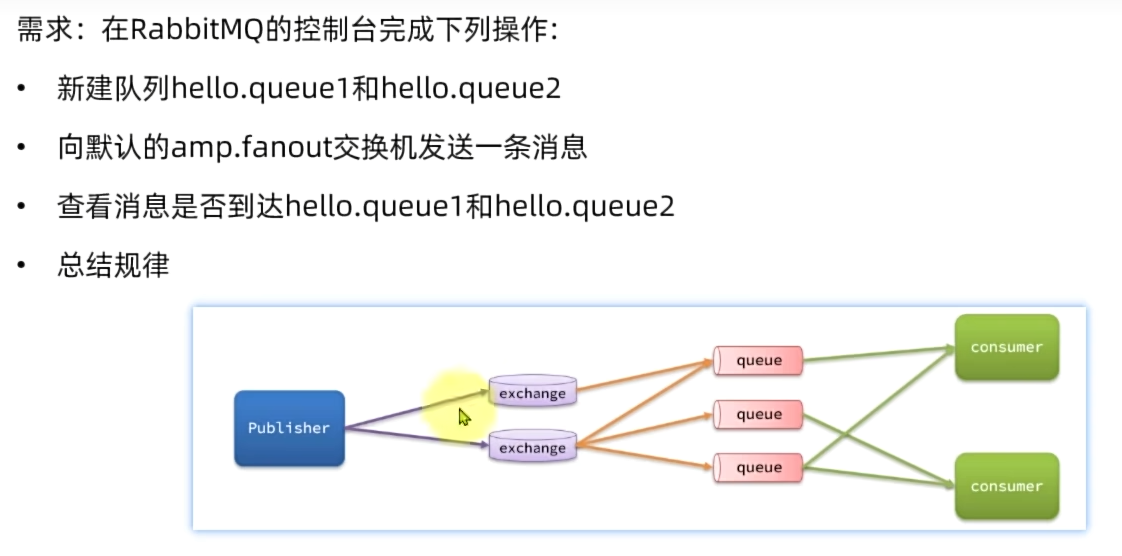 需求：在RabbitMQ的控制台完成下列操作：
• 新建队列hello.queue1和hello.queue2
• 向默认的amp.fanout交换机发送一条消息
• 查看消息是否到达hello.queue1和hello.queue2
• 总结规律
consumer
queue
exchange
queue
Publisher
exchange
queue
consumer